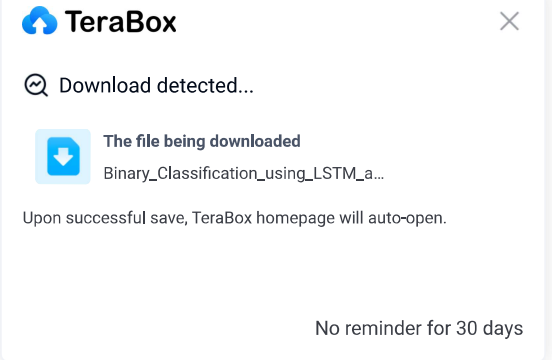 TeraBox
Download detected...
The file being downloaded
Binary_Classification_using_LSTM_a...
Upon successful save, TeraBox homepage will auto-open.
No reminder for 30 days